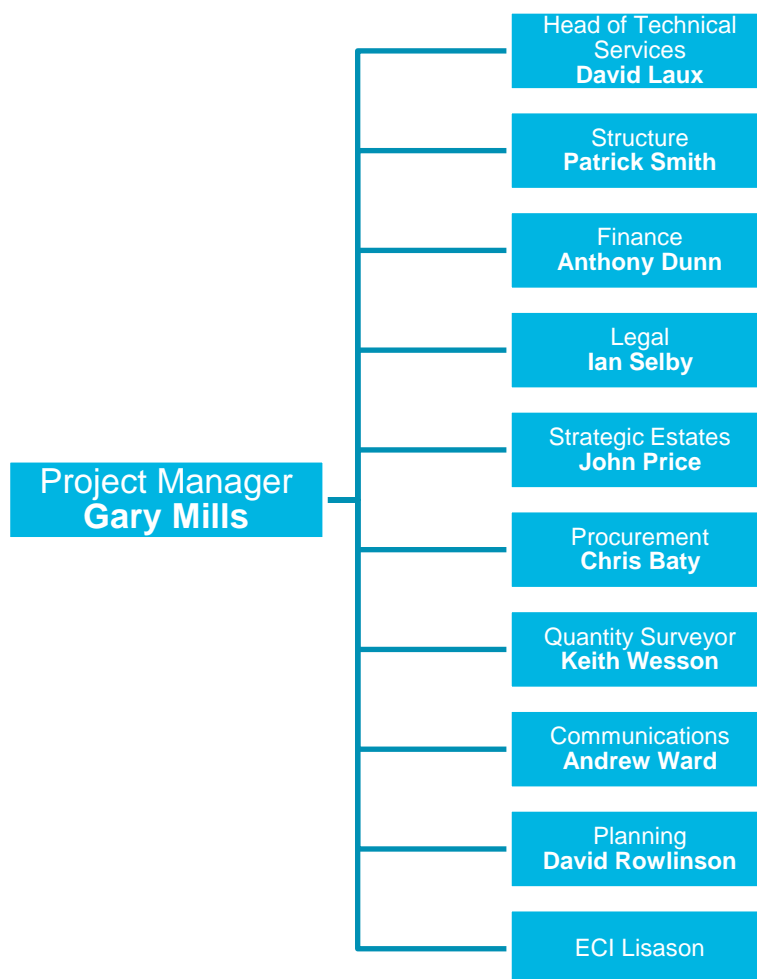 Head of Technical
Services
David Laux
Structure
Patrick Smith
Finance
Anthony Dunn
Legal
Ian Selby
Strategic Estates
John Price
Project Manager
Gary Mills
Procurement
Chris Baty
Quantity Surveyor
Keith Wesson
Communications
Andrew Ward
Planning
David Rowlinson
ECI Lisason